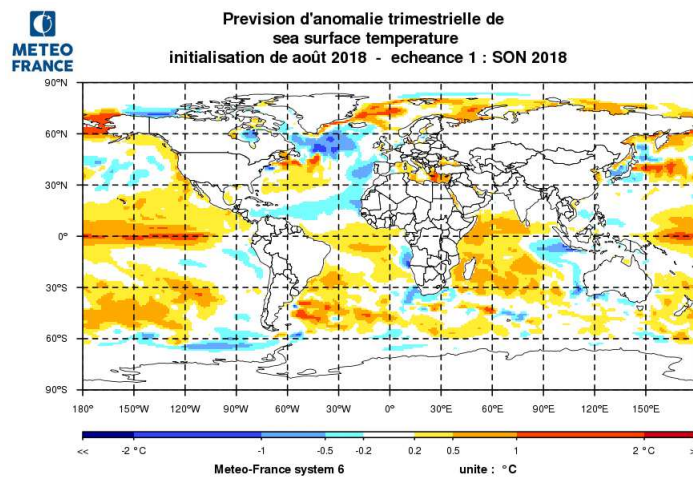 METEO
FRANCE
Prevision d'anomalie trimestrielle de
sea surface temperature
initialisation de août 2018 - echeance 1 : SON 2018
90°N
60°N
30°N
0°
30°S
60°S
90°S
180° 150°W 120°W 90°W 60°W 30°W 0° 30°E 60°E 90°E 120°E 150°E
<< -2 °C -1 -0.5 -0.2 0.2 0.5 1 2 °C >
Meteo-France system 6 unite : °C